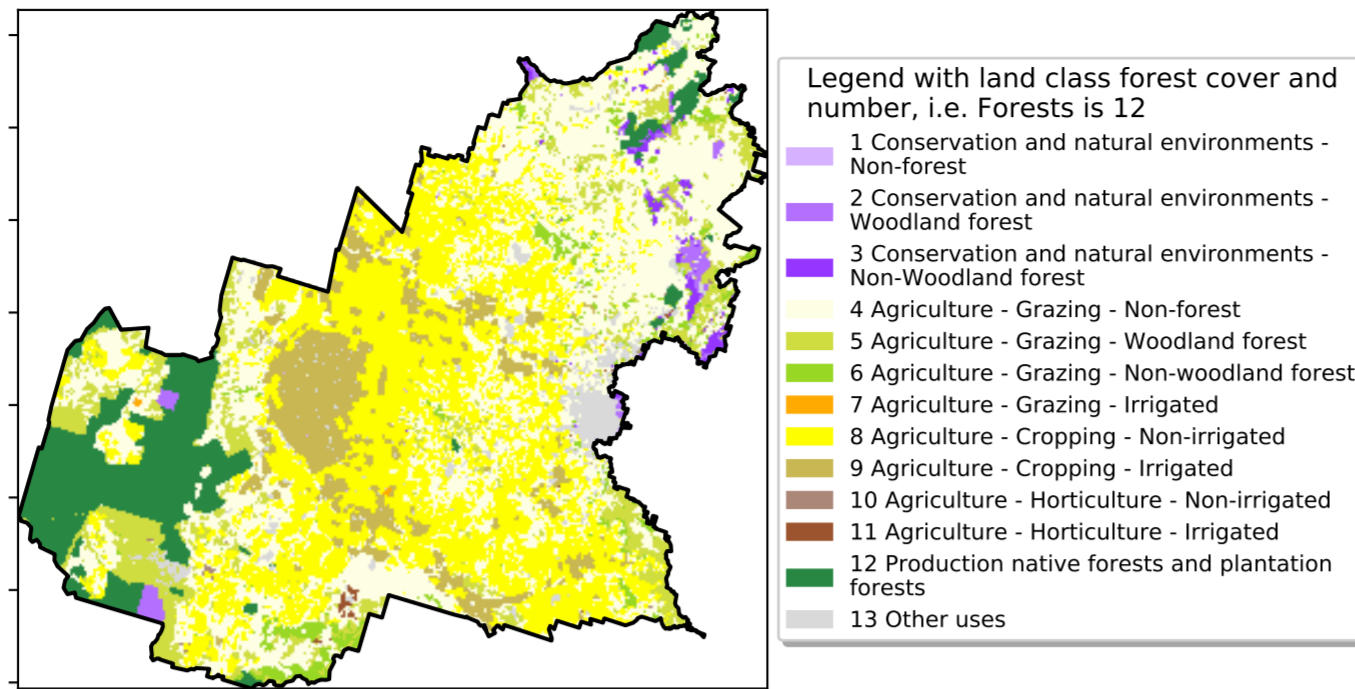 Legend with land class forest cover and
number, i.e. Forests is 12
1 Conservation and natural environments -
Non-forest
2 Conservation and natural environments -
Woodland forest
3 Conservation and natural environments -
Non-Woodland forest
4 Agriculture - Grazing - Non-forest
5 Agriculture - Grazing - Woodland forest
6 Agriculture - Grazing - Non-woodland forest
7 Agriculture - Grazing - Irrigated
8 Agriculture - Cropping - Non-irrigated
9 Agriculture - Cropping - Irrigated
10 Agriculture - Horticulture - Non-irrigated
11 Agriculture - Horticulture - Irrigated
12 Production native forests and plantation
forests
13 Other uses